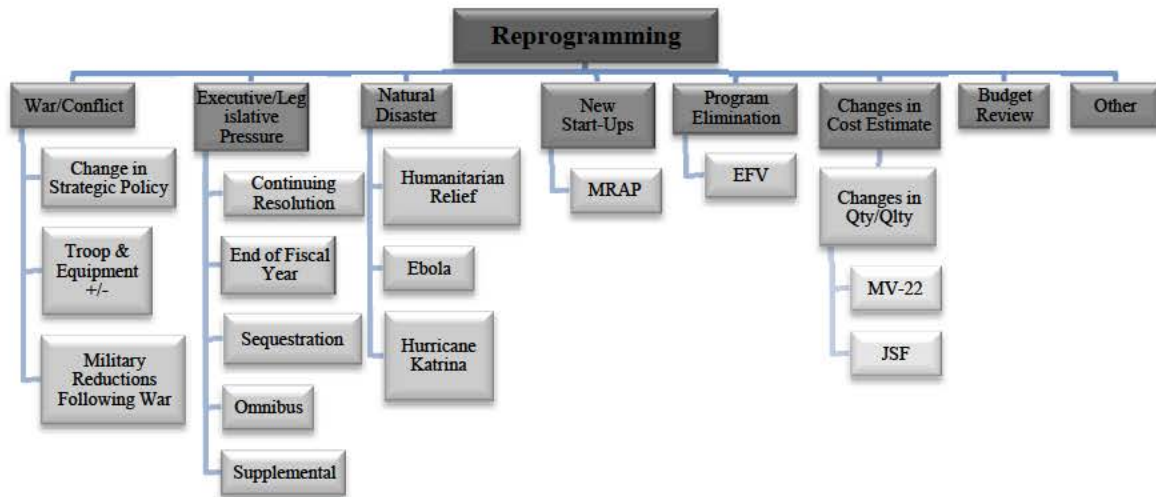 Reprogramming
War/Conflict
Change in
Strategic Policy
Troop &
Equipment
+/-
Military
Reductions
Following War
Executive/Leg
islative
Pressure
Continuing
Resolution
End of Fiscal
Year
Sequestration
Omnibus
Supplemental
Natural
Disaster
Humanitarian
Relief
Ebola
Hurricane
Katrina
New
Start-Ups
MRAP
Program
Elimination
EFV
Changes in
Cost Estimate
Changes in
Qty/Qlty
MV-22
JSF
Budget
Review
Other